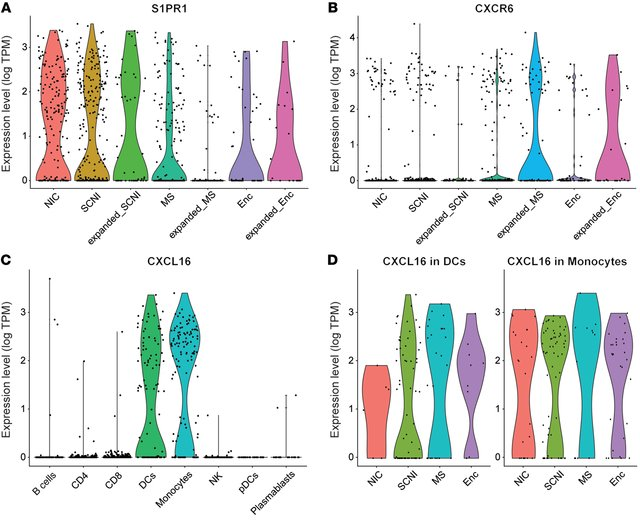 A
S1PR1
Expression level (log TPM)
3
2
1
0
NIC
SCNI
expanded_SCNI
MS
expanded_MS
Enc
expanded_Enc
B
CXCR6
Expression level (log TPM)
4
3
2
1
0
NIC
SCNI
expanded_SCNI
MS
expanded_MS
Enc
expanded_Enc
C
CXCL16
Expression level (log TPM)
3
2
1
0
B cells
CD4
CD8
DCs
Monocytes
NK
pDCs
Plasmablasts
D
CXCL16 in DCs
CXCL16 in Monocytes
Expression level (log TPM)
3
2
1
0
NIC
SCNI
MS
Enc
NIC
SCNI
MS
Enc